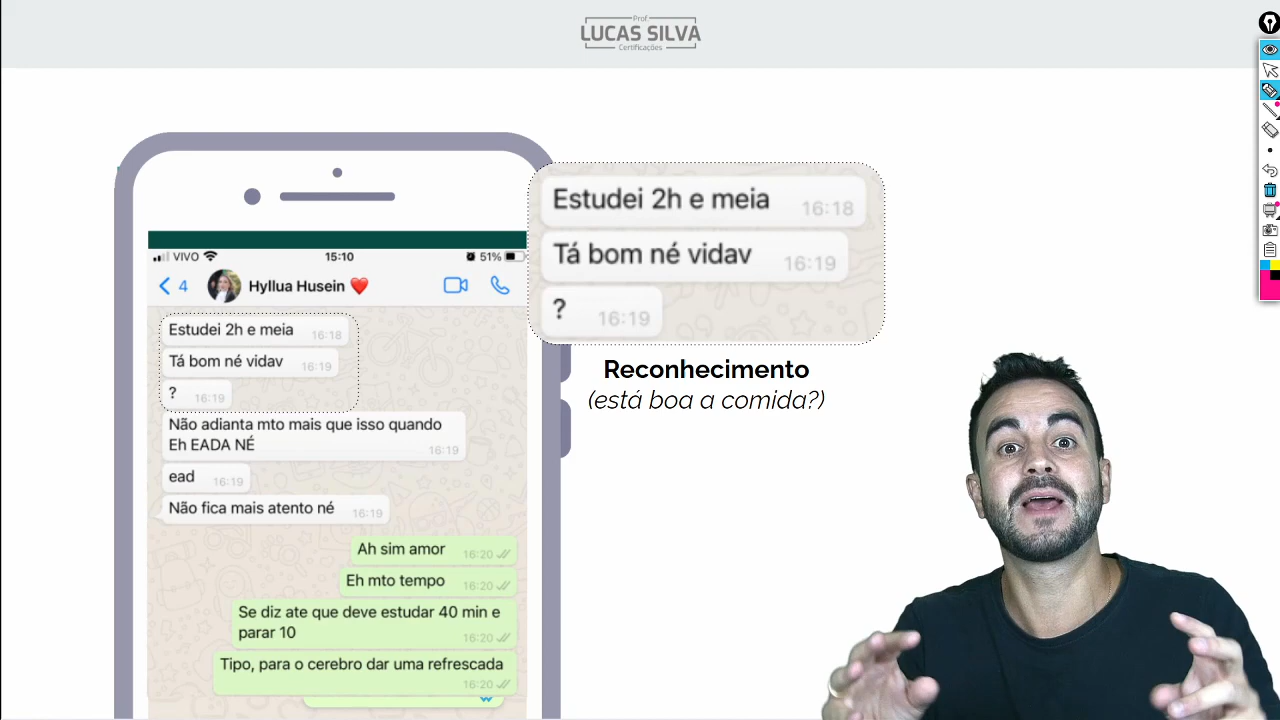 Prof.
LUCAS SILVA
Certificações
VIVO
15:10
51%
4
Hyllua Husein ❤️
Estudei 2h e meia
16:18
Tá bom né vidav
16:19
?
16:19
Não adianta mto mais que isso quando
Eh EADA NÉ
16:19
ead
16:19
Não fica mais atento né
16:19
Ah sim amor
16:20
Eh mto tempo
16:20
Se diz ate que deve estudar 40 min e
parar 10
16:20
Tipo, para o cerebro dar uma refrescada
16:20
Estudei 2h e meia
16:18
Tá bom né vidav
16:19
?
16:19
Reconhecimento
(está boa a comida?)